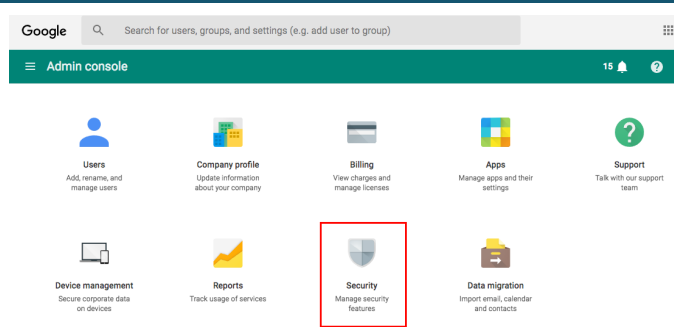 Google Search for users, groups, and settings (e.g. add user to group)
Admin console 15
Users Company profile Billing Apps Support
Add, rename, and Update information View charges and Manage apps and their Talk with our support
manage users about your company manage licenses settings team
Device management Reports Security Data migration
Secure corporate data Track usage of services Manage security Import email, calendar
on devices features and contacts